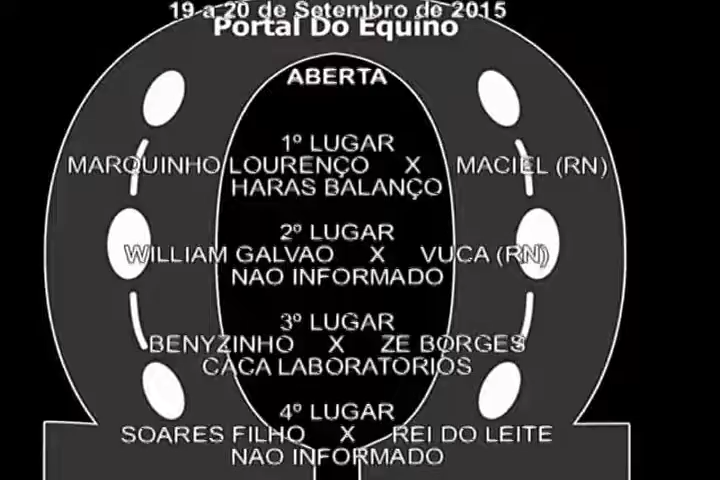 19 a 20 de Setembro de 2015
Portal Do Equino
ABERTA
1º LUGAR
MARQUINHO LOURENÇO X MACIEL (RN)
HARAS BALANÇO
2º LUGAR
WILLIAM GALVAO X VUCA (RN)
NAO INFORMADO
3º LUGAR
BENYZINHO X ZE BORGES
CACA LABORATORIOS
4º LUGAR
SOARES FILHO X REI DO LEITE
NAO INFORMADO